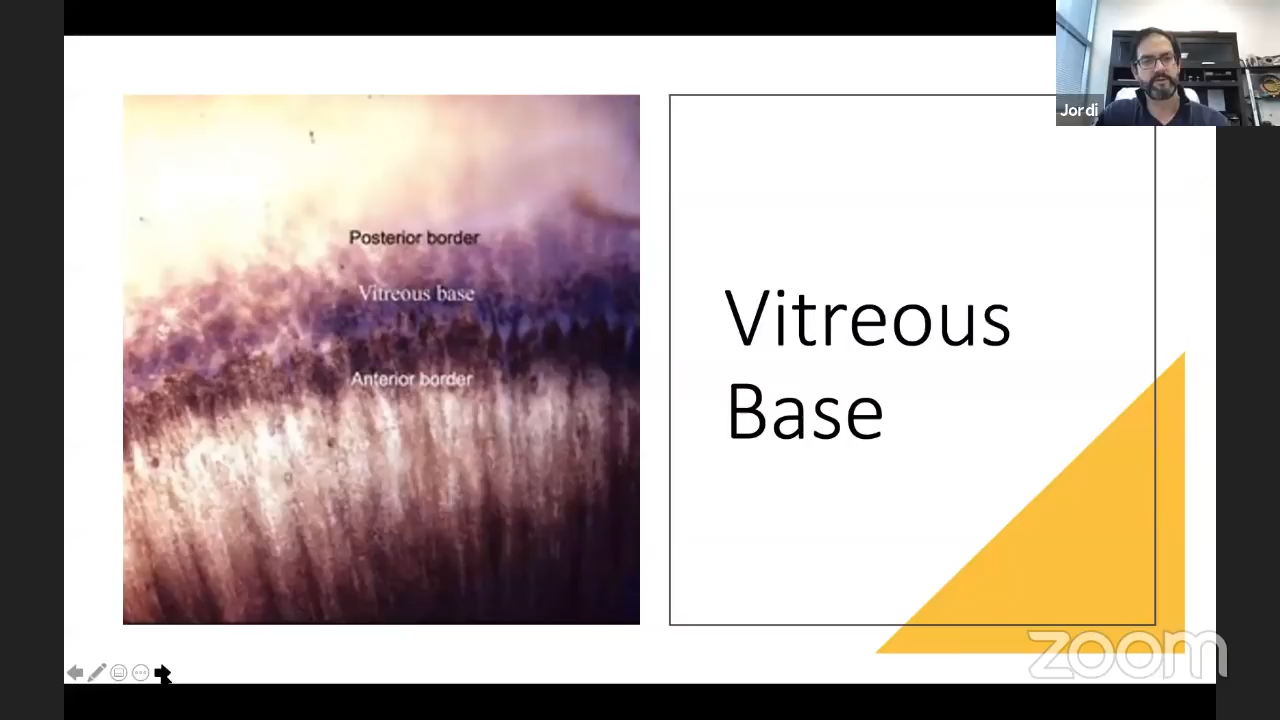 Jordi
Posterior border
Vitreous base
Anterior border
Vitreous
Base
zoom